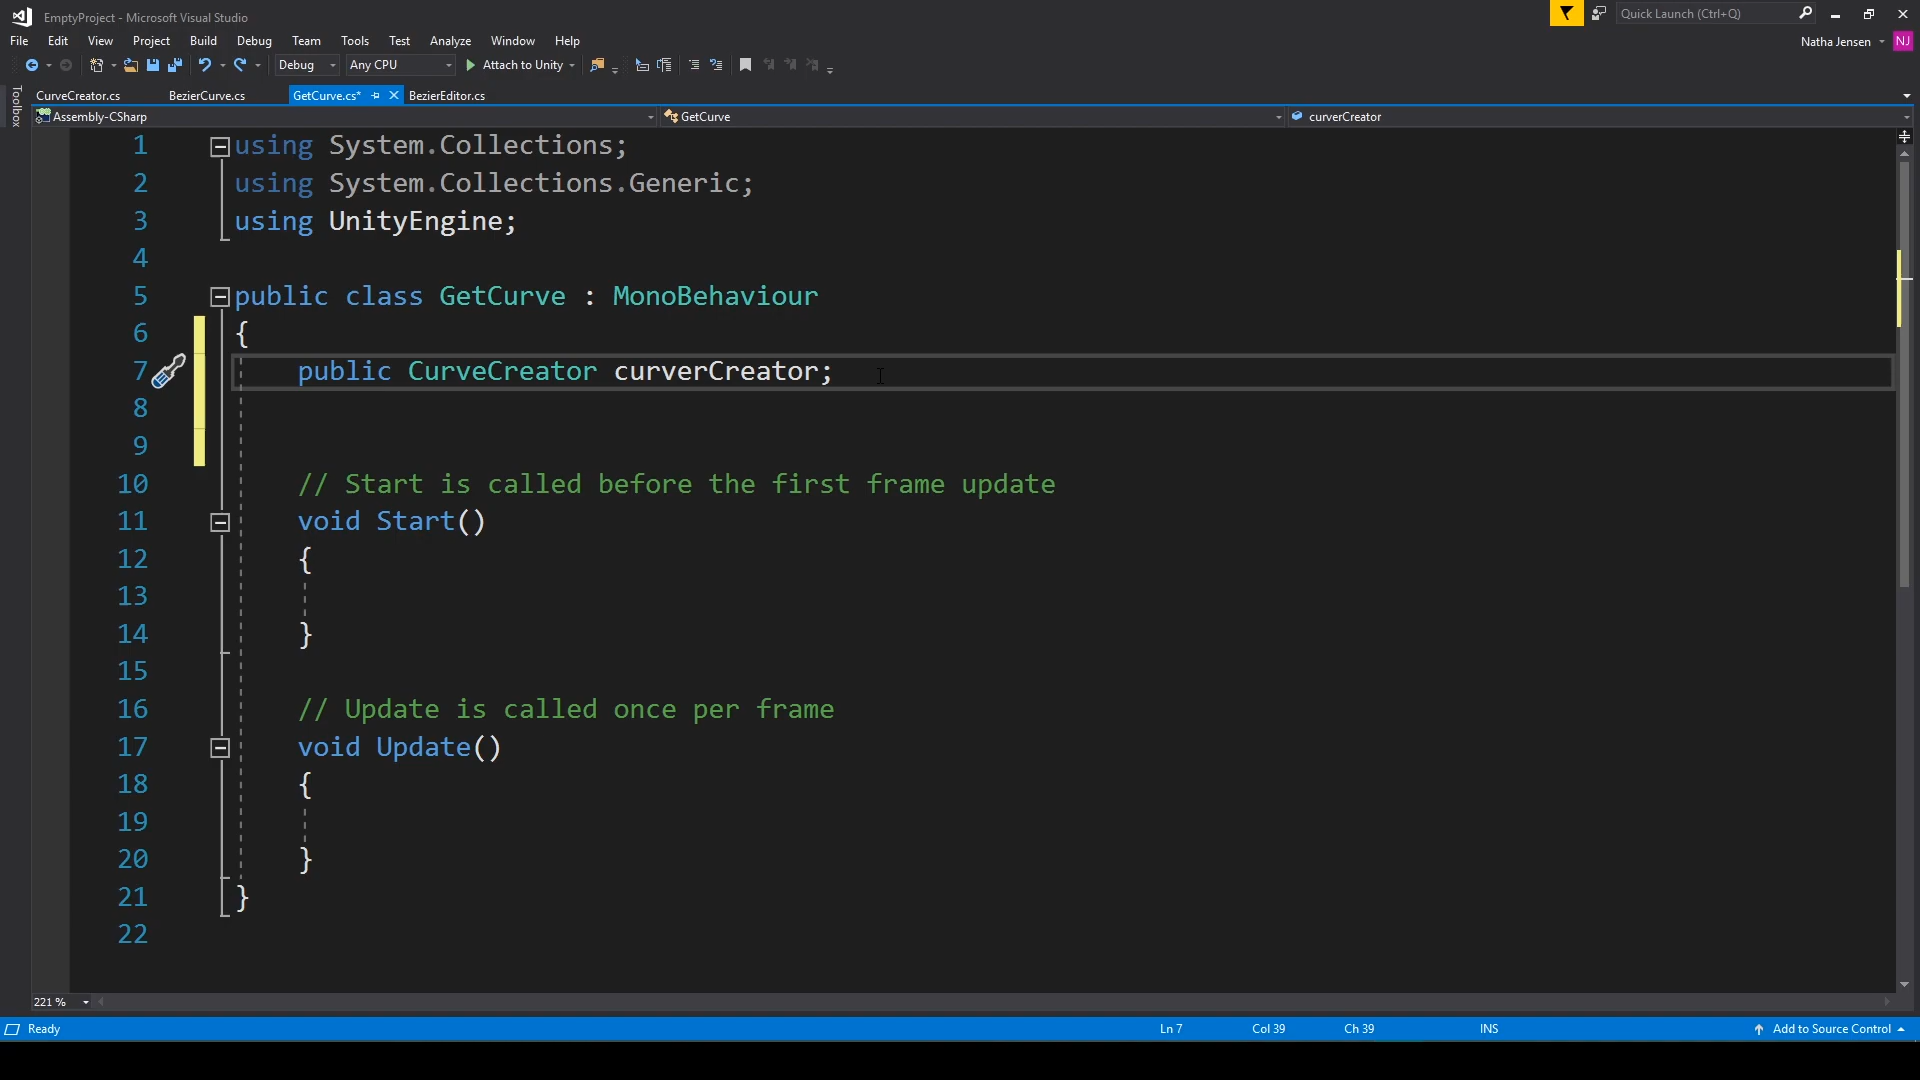 EmptyProject - Microsoft Visual Studio
Quick Launch (Ctrl+Q)
File Edit View Project Build Debug Team Tools Test Analyze Window Help
Natha Jensen NJ
Debug Any CPU Attach to Unity
Toolbox
CurveCreator.cs BezierCurve.cs GetCurve.cs* BezierEditor.cs
Assembly-CSharp GetCurve curverCreator
1 using System.Collections;
2 using System.Collections.Generic;
3 using UnityEngine;
4
5 public class GetCurve : MonoBehaviour
6 {
7 public CurveCreator curverCreator;
8
9
10 // Start is called before the first frame update
11 void Start()
12 {
13
14 }
15
16 // Update is called once per frame
17 void Update()
18 {
19
20 }
21 }
22
221 %
Ready Ln 7 Col 39 Ch 39 INS Add to Source Control